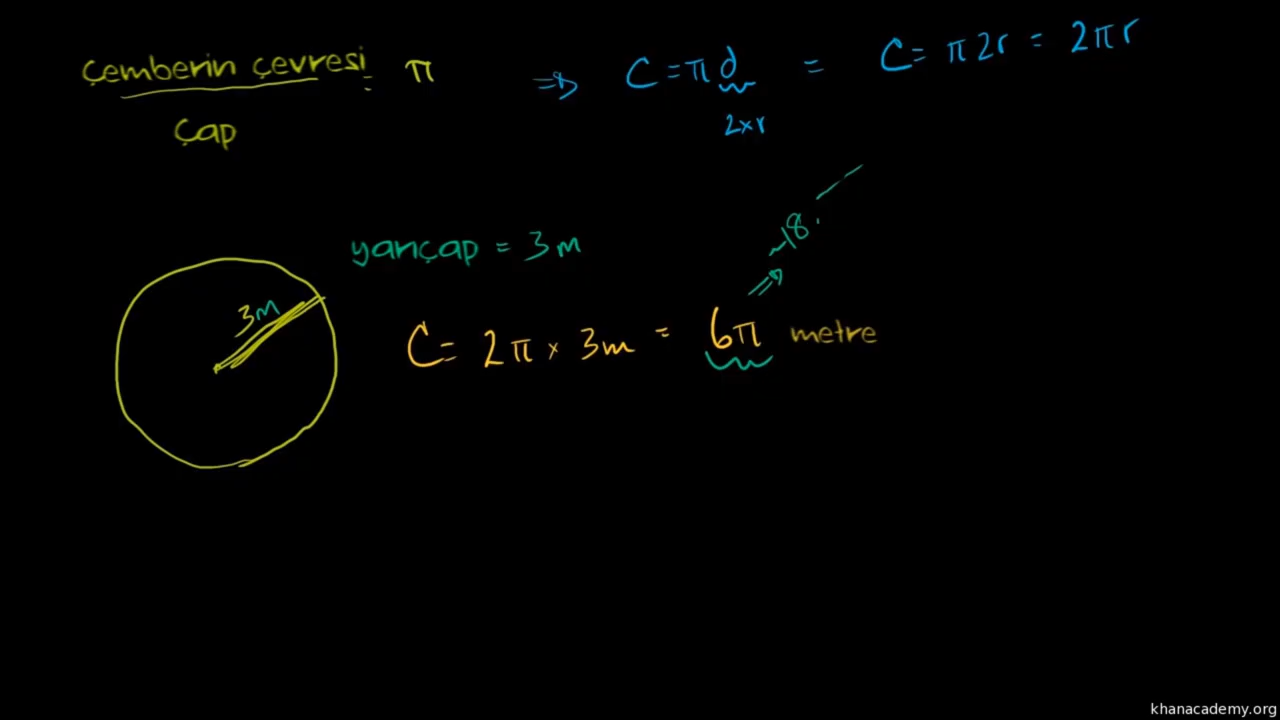 çemberin çevresi = π ⇒ C = π d = C = π 2r = 2πr
çap
2×r
~18.
yarıçap = 3m
3m
C = 2π × 3m = 6π metre
khanacademy.org